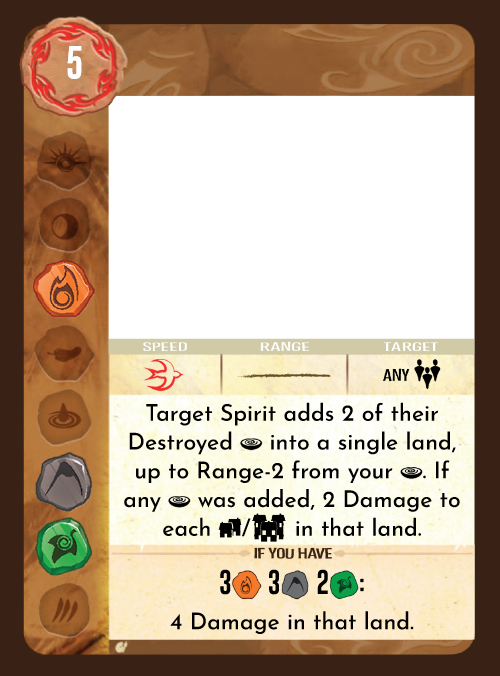 5
SPEED RANGE TARGET
ANY
Target Spirit adds 2 of their
Destroyed into a single land,
up to Range-2 from your . If
any was added, 2 Damage to
each / in that land.
IF YOU HAVE
3 3 2 :
4 Damage in that land.